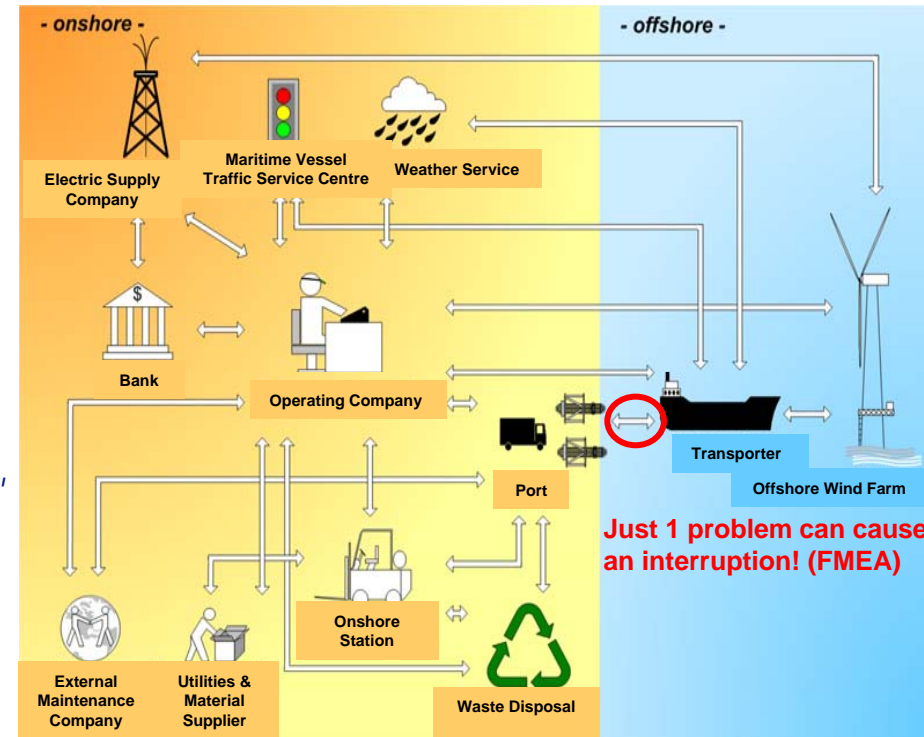 - onshore -
- offshore -
Electric Supply
Company
Maritime Vessel
Traffic Service Centre
Weather Service
$
Bank
Operating Company
Port
Transporter
Offshore Wind Farm
Just 1 problem can cause
an interruption! (FMEA)
Onshore
Station
External
Maintenance
Company
Utilities &
Material
Supplier
Waste Disposal